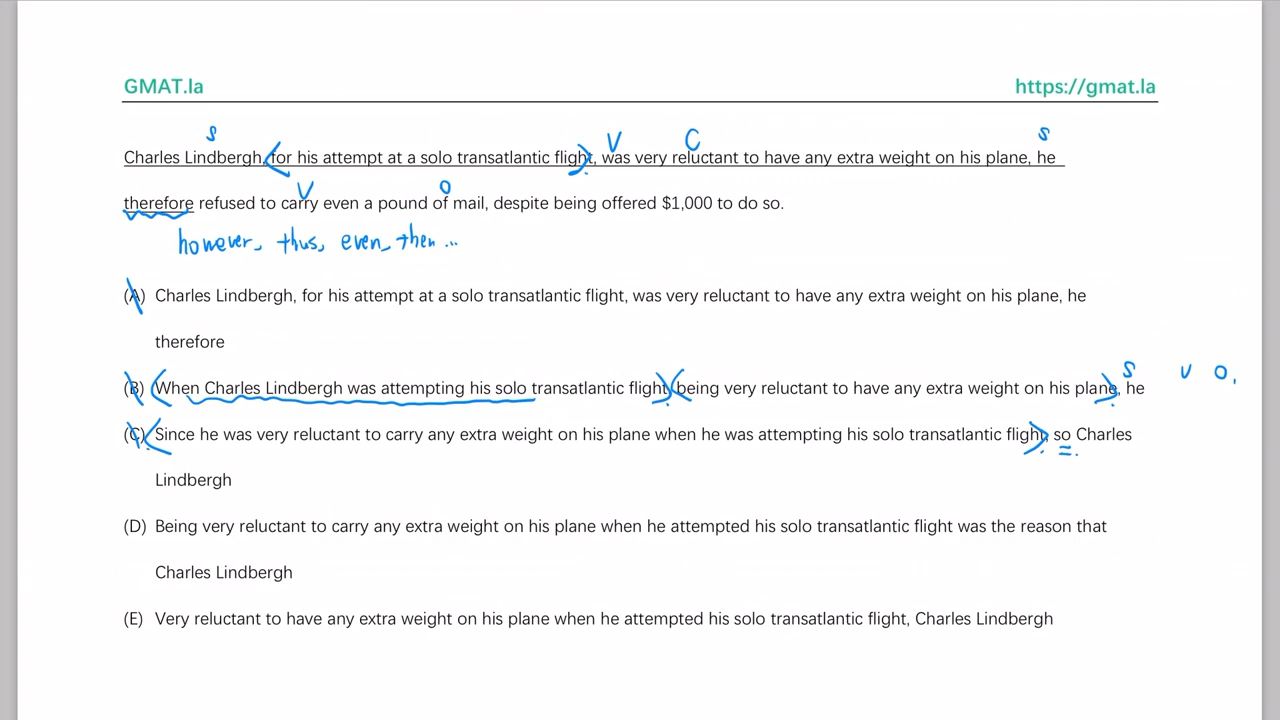 GMAT.la https://gmat.la
S V C S
Charles Lindbergh, for his attempt at a solo transatlantic flight, was very reluctant to have any extra weight on his plane, he
V O
therefore refused to carry even a pound of mail, despite being offered $1,000 to do so.
however, thus, even, then ...
(A) Charles Lindbergh, for his attempt at a solo transatlantic flight, was very reluctant to have any extra weight on his plane, he
therefore
S V O,
(B) When Charles Lindbergh was attempting his solo transatlantic flight, being very reluctant to have any extra weight on his plane, he
(C) Since he was very reluctant to carry any extra weight on his plane when he was attempting his solo transatlantic flight, so Charles
Lindbergh
(D) Being very reluctant to carry any extra weight on his plane when he attempted his solo transatlantic flight was the reason that
Charles Lindbergh
(E) Very reluctant to have any extra weight on his plane when he attempted his solo transatlantic flight, Charles Lindbergh